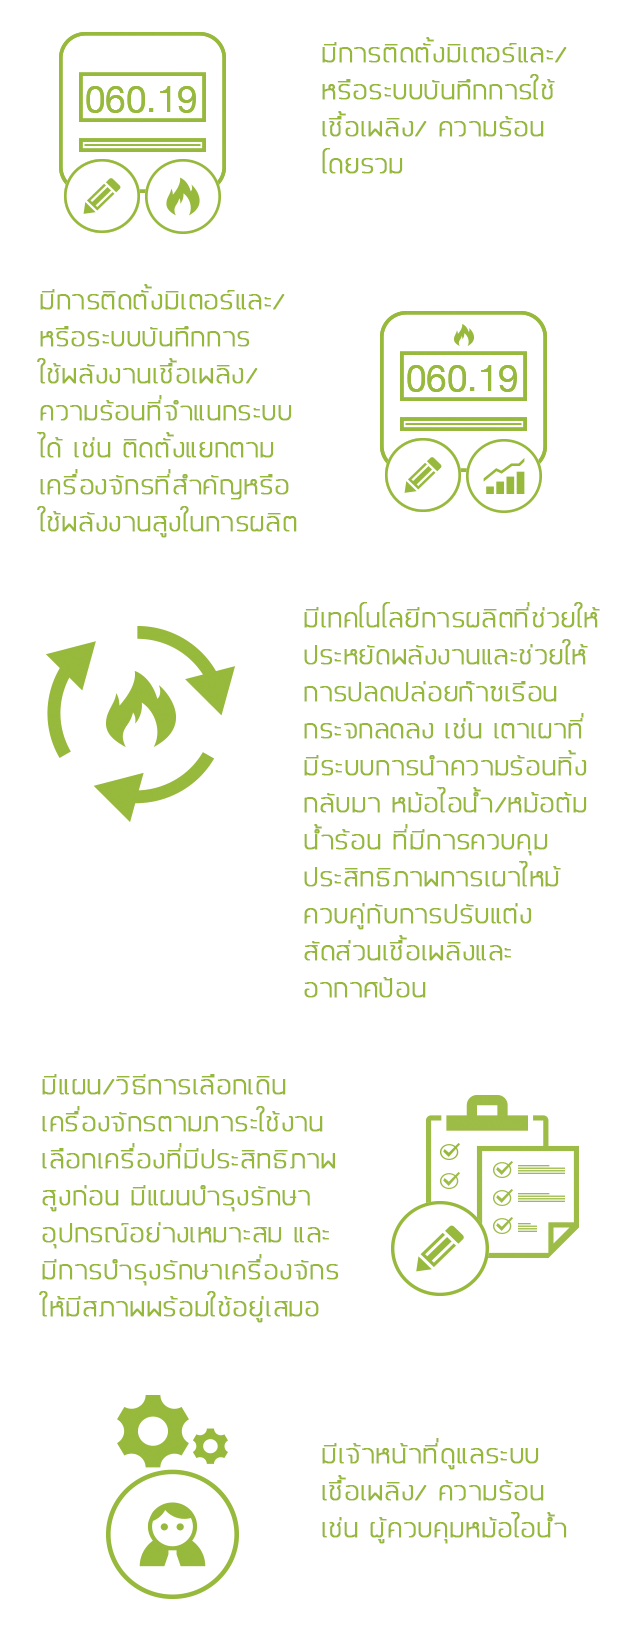 060.19
มีการติดตั้งมิเตอร์และ/
หรือระบบบันทึกการใช้
เชื้อเพลิง/ ความร้อน
โดยรวม
มีการติดตั้งมิเตอร์และ/
หรือระบบบันทึกการ
ใช้พลังงานเชื้อเพลิง/
ความร้อนที่จำแนกระบบ
ได้ เช่น ติดตั้งแยกตาม
เครื่องจักรที่สำคัญหรือ
ใช้พลังงานสูงในการผลิต
060.19
มีเทคโนโลยีการผลิตที่ช่วยให้
ประหยัดพลังงานและช่วยให้
การปลดปล่อยก๊าซเรือน
กระจกลดลง เช่น เตาเผาที่
มีระบบการนำความร้อนทิ้ง
กลับมา หม้อไอน้ำ/หม้อต้ม
น้ำร้อน ที่มีการควบคุม
ประสิทธิภาพการเผาไหม้
ควบคู่กับการปรับแต่ง
สัดส่วนเชื้อเพลิงและ
อากาศป้อน
มีแผน/วิธีการเลือกเดิน
เครื่องจักรตามภาระใช้งาน
เลือกเครื่องที่มีประสิทธิภาพ
สูงก่อน มีแผนบำรุงรักษา
อุปกรณ์อย่างเหมาะสม และ
มีการบำรุงรักษาเครื่องจักร
ให้มีสภาพพร้อมใช้อยู่เสมอ
มีเจ้าหน้าที่ดูแลระบบ
เชื้อเพลิง/ ความร้อน
เช่น ผู้ควบคุมหม้อไอน้ำ